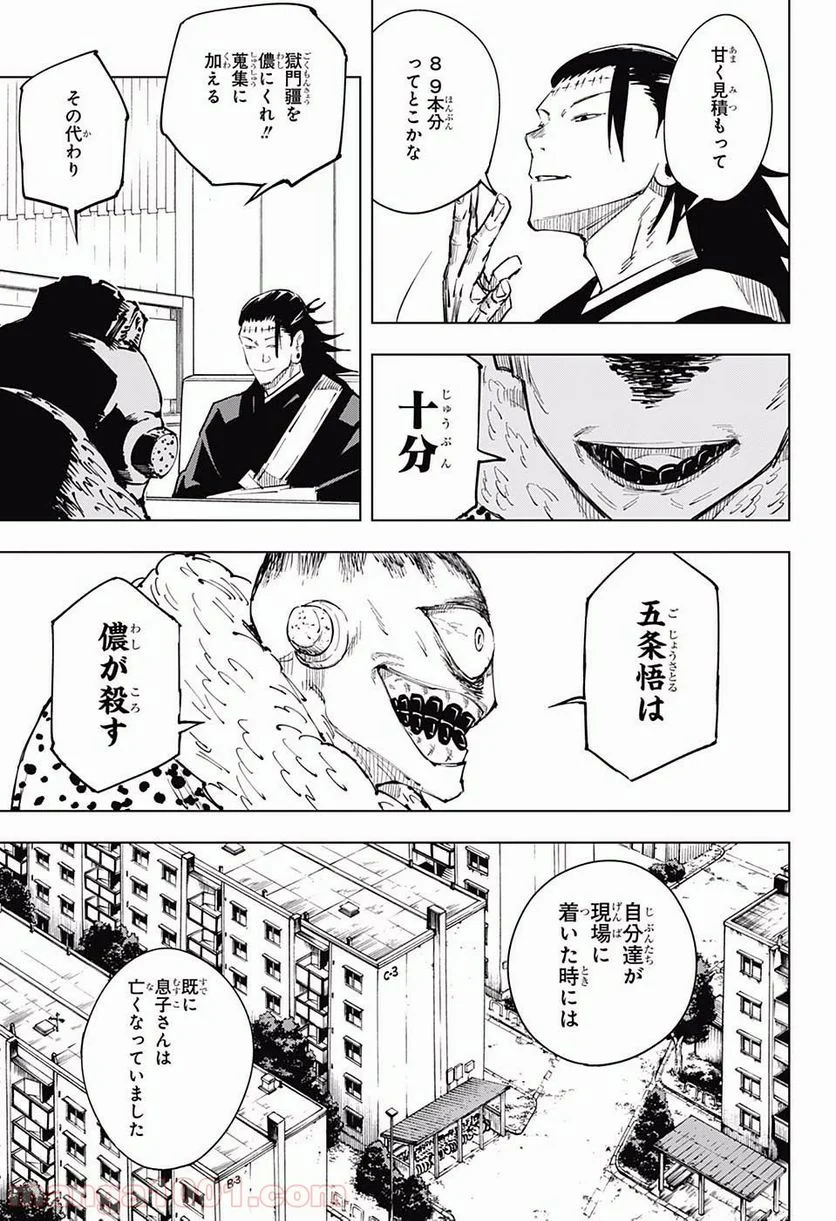 甘く見積もって
８９本分
ってとこかな
獄門疆を
儂にくれ!!
蒐集に
加える
その代わり
十分
五条悟は
儂が殺す
自分達が
現場に
着いた時には
既に
息子さんは
亡くなっていました
C-3
C-3